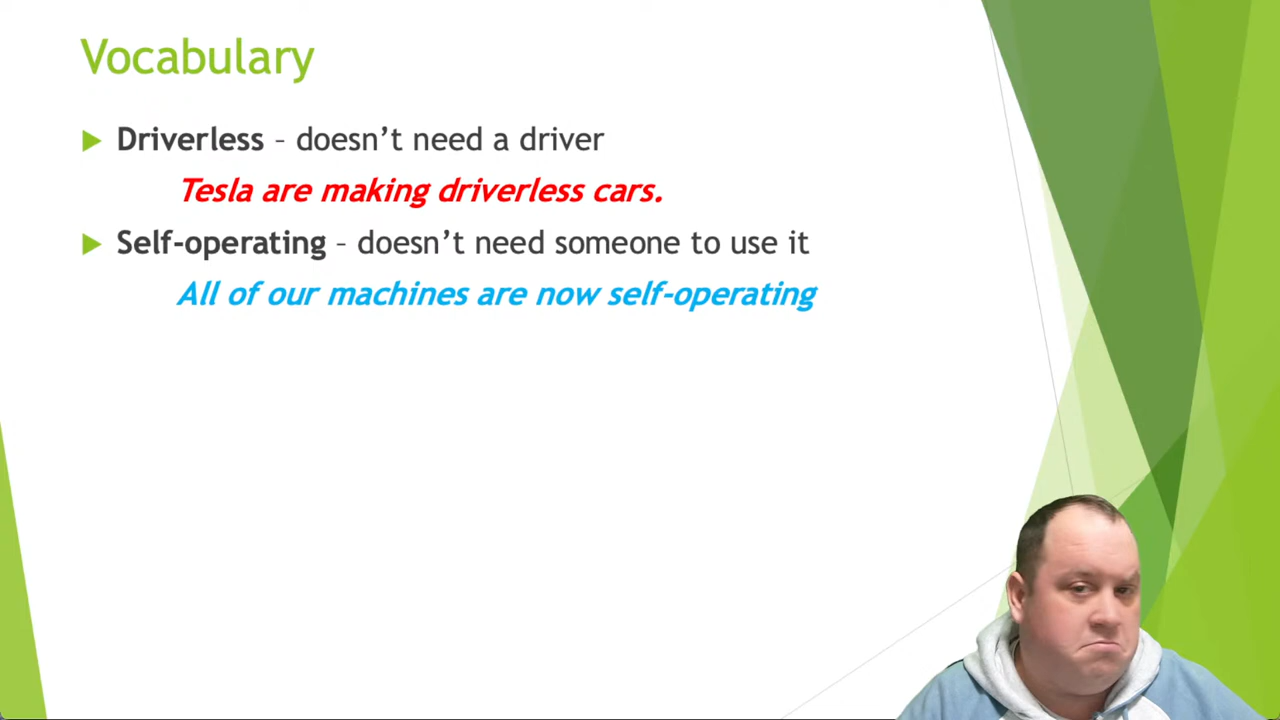 Vocabulary
Driverless – doesn’t need a driver
Tesla are making driverless cars.
Self-operating – doesn’t need someone to use it
All of our machines are now self-operating